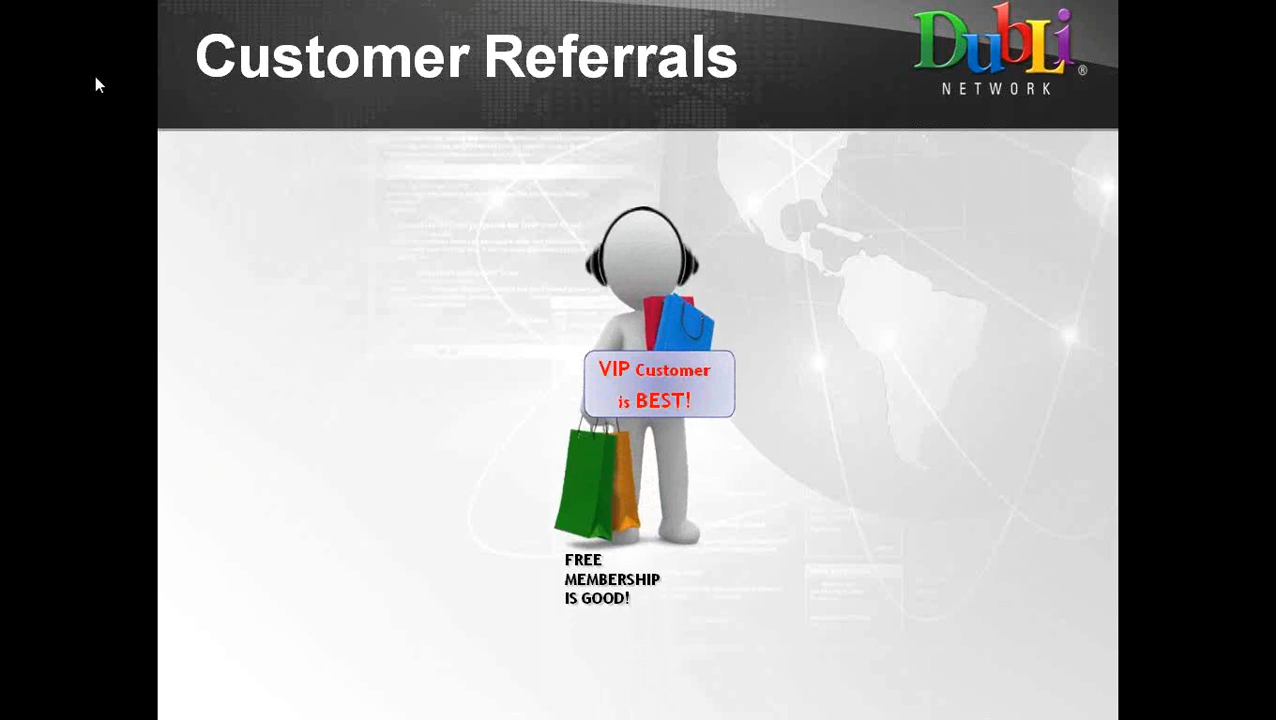 Customer Referrals
DubLi
NETWORK
®
VIP Customer
is BEST!
FREE
MEMBERSHIP
IS GOOD!